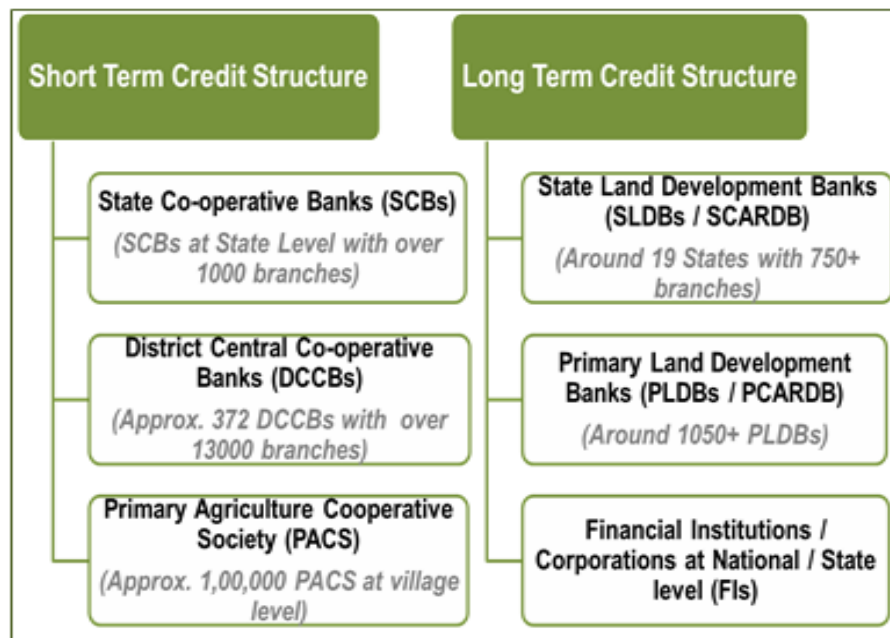 Short Term Credit Structure
State Co-operative Banks (SCBs)
(SCBs at State Level with over
1000 branches)
District Central Co-operative
Banks (DCCBs)
(Approx. 372 DCCBs with over
13000 branches)
Primary Agriculture Cooperative
Society (PACS)
(Approx. 1,00,000 PACS at village
level)
Long Term Credit Structure
State Land Development Banks
(SLDBs / SCARDB)
(Around 19 States with 750+
branches)
Primary Land Development
Banks (PLDBs / PCARDB)
(Around 1050+ PLDBs)
Financial Institutions /
Corporations at National / State
level (FIs)